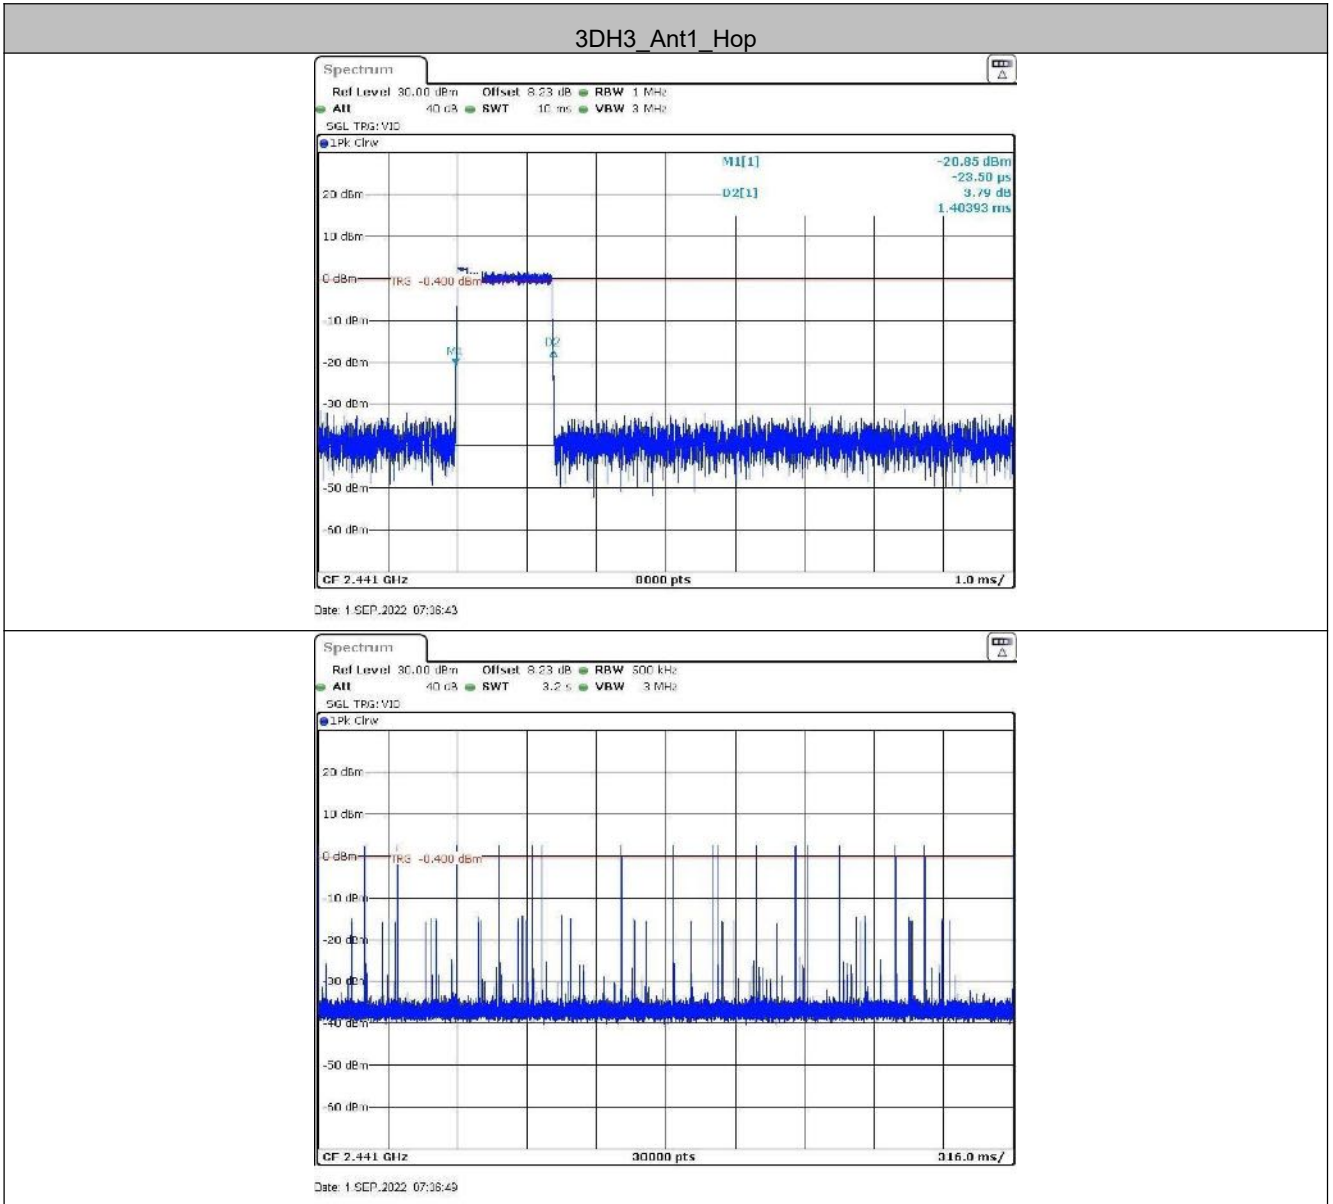 3DH3_Ant1_Hop
Spectrum
Ref Level 30.00 dBm Offset 8.23 dB RBW 1 MHz
Att 40 dB SWT 10 ms VBW 3 MHz
SGL TRG: VID
1Pk Clrw
M1[1] -20.85 dBm
-23.50 µs
D2[1] 3.79 dB
1.40393 ms
20 dBm
10 dBm
0 dBm
TRG -0.400 dBm
-10 dBm
M1
D2
-20 dBm
-30 dBm
-50 dBm
-60 dBm
CF 2.441 GHz 8000 pts 1.0 ms/
Date: 1.SEP.2022 07:36:43
Spectrum
Ref Level 30.00 dBm Offset 8.23 dB RBW 500 kHz
Att 40 dB SWT 3.2 s VBW 3 MHz
SGL TRG: VID
1Pk Clrw
20 dBm
10 dBm
0 dBm
TRG -0.400 dBm
-10 dBm
-20 dBm
-30 dBm
-40 dBm
-50 dBm
-60 dBm
CF 2.441 GHz 30000 pts 316.0 ms/
Date: 1.SEP.2022 07:36:49